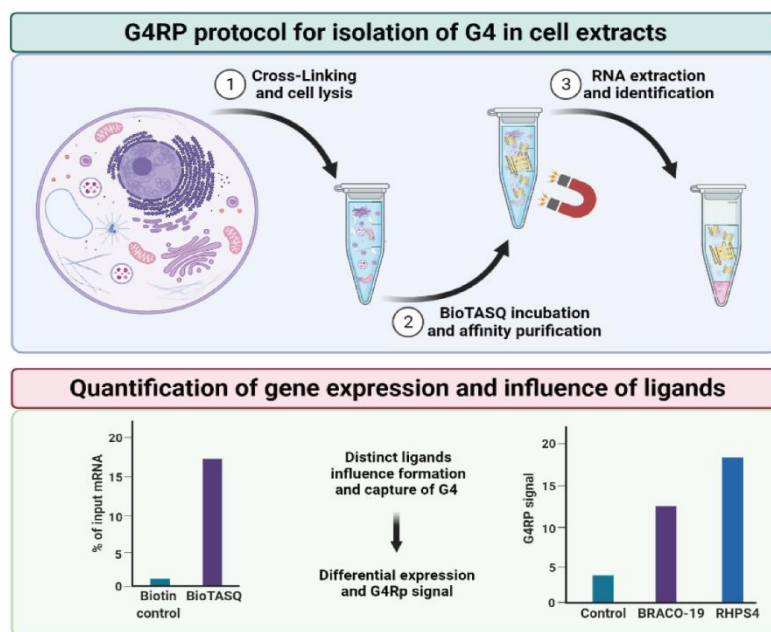 G4RP protocol for isolation of G4 in cell extracts
1
Cross-Linking
and cell lysis
3
RNA extraction
and identification
2
BioTASQ incubation
and affinity purification
Quantification of gene expression and influence of ligands
% of input mRNA
20
15
10
5
0
Biotin
control
BioTASQ
Distinct ligands
influence formation
and capture of G4
Differential expression
and G4Rp signal
G4RP signal
20
15
10
5
0
Control
BRACO-19
RHPS4